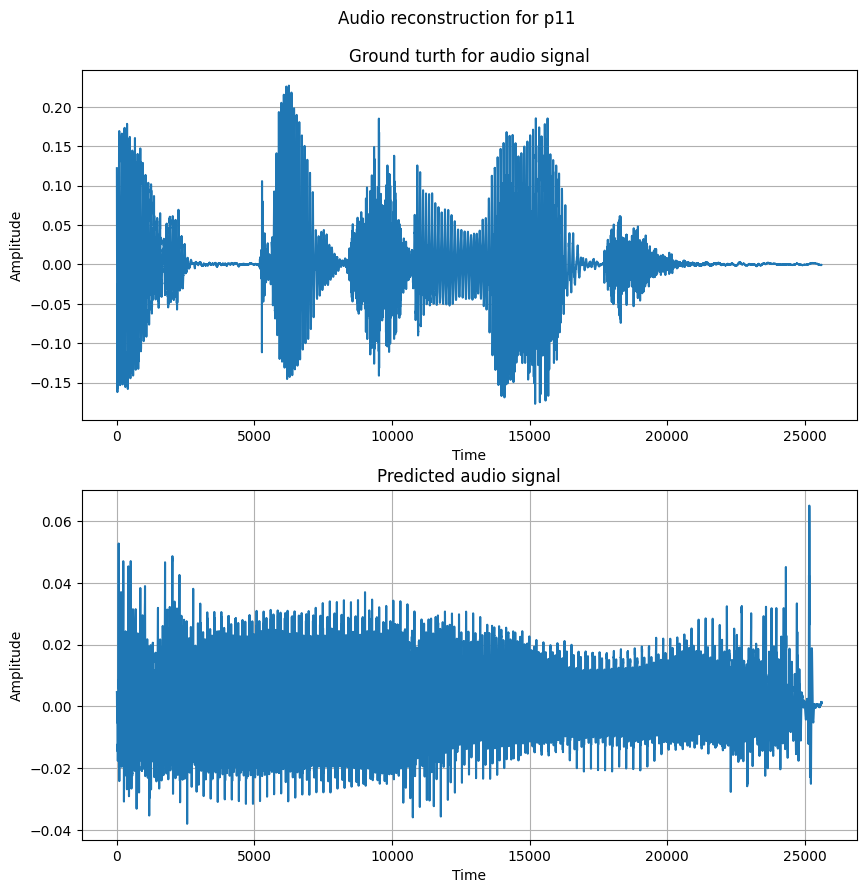 Audio reconstruction for p11
Ground turth for audio signal
Amplitude
0.20
0.15
0.10
0.05
0.00
−0.05
−0.10
−0.15
0 5000 10000 15000 20000 25000
Time
Predicted audio signal
Amplitude
0.06
0.04
0.02
0.00
−0.02
−0.04
0 5000 10000 15000 20000 25000
Time